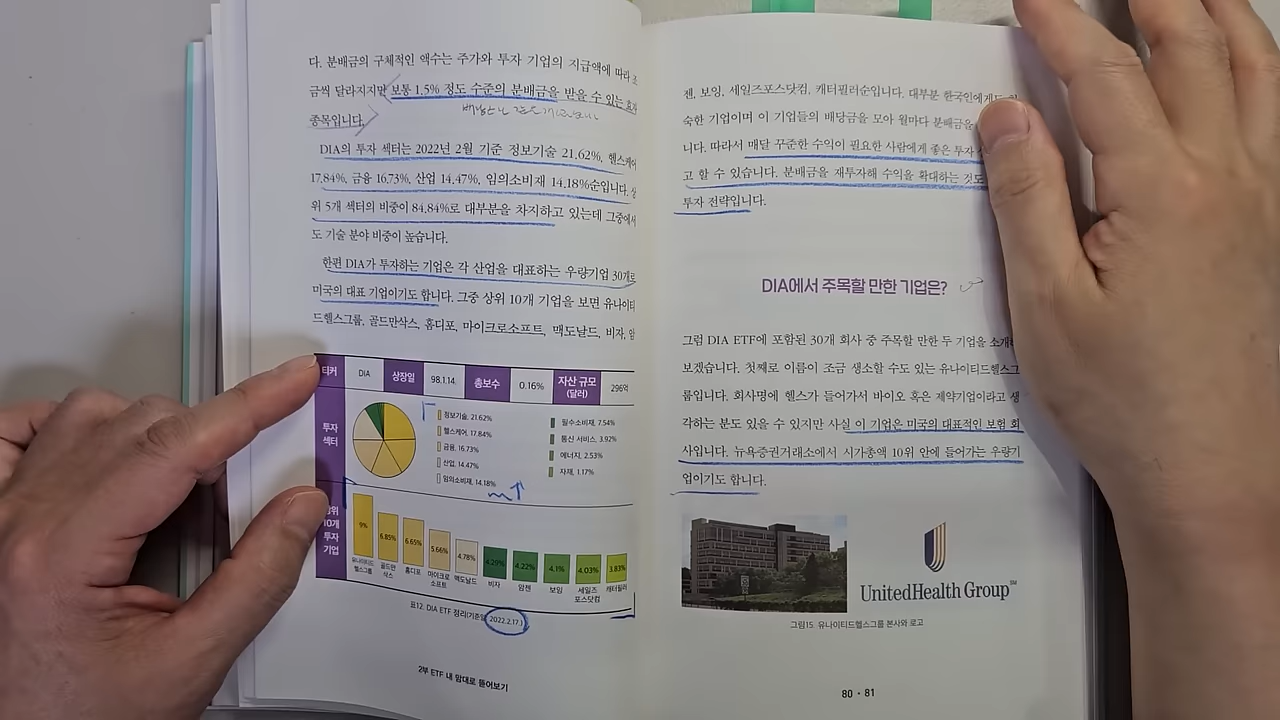 다. 분배금의 구체적인 액수는 주가와 투자 기업의 지급액에 따라 조
금씩 달라지지만 보통 1.5% 정도 수준의 분배금을 받을 수 있는 효자
종목입니다.
DIA의 투자 섹터는 2022년 2월 기준 정보기술 21.62%, 헬스케어
17.84%, 금융 16.73%, 산업 14.47%, 임의소비재 14.18%순입니다. 상
위 5개 섹터의 비중이 84.84%로 대부분을 차지하고 있는데 그중에서
도 기술 분야 비중이 높습니다.
한편 DIA가 투자하는 기업은 각 산업을 대표하는 우량기업 30개로
미국의 대표 기업이기도 합니다. 그중 상위 10개 기업을 보면 유나이티
드헬스그룹, 골드만삭스, 홈디포, 마이크로소프트, 맥도날드, 비자, 암
티커 DIA 상장일 98.1.14. 총보수 0.16% 자산 규모 (달러) 296억
투자
섹터
정보기술, 21.62%
헬스케어, 17.84%
금융, 16.73%
산업, 14.47%
임의소비재, 14.18%
필수소비재, 7.54%
통신 서비스, 3.92%
에너지, 2.53%
자재, 1.17%
상위
10개
투자
기업
9% 6.85% 6.65% 5.66% 4.78% 4.29% 4.22% 4.1% 4.03% 3.83%
유나이티드헬스그룹 골드만삭스 홈디포 마이크로소프트 맥도날드 비자 암젠 보잉 세일즈포스닷컴 캐터필러
표12. DIA ETF 정리(기준일 2022.2.17.)
2부 ETF 내 맘대로 뜯어보기
젠, 보잉, 세일즈포스닷컴, 캐터필러순입니다. 대부분 한국인에게도
숙한 기업이며 이 기업들의 배당금을 모아 월마다 분배금을
니다. 따라서 매달 꾸준한 수익이 필요한 사람에게 좋은 투자
고 할 수 있습니다. 분배금을 재투자해 수익을 확대하는 것도
투자 전략입니다.
DIA에서 주목할 만한 기업은?
그럼 DIA ETF에 포함된 30개 회사 중 주목할 만한 두 기업을 소개해
보겠습니다. 첫째로 이름이 조금 생소할 수도 있는 유나이티드헬스그
룹입니다. 회사명에 헬스가 들어가서 바이오 혹은 제약기업이라고 생
각하는 분도 있을 수 있지만 사실 이 기업은 미국의 대표적인 보험 회
사입니다. 뉴욕증권거래소에서 시가총액 10위 안에 들어가는 우량기
업이기도 합니다.
UnitedHealth Group SM
그림15. 유나이티드헬스그룹 본사와 로고
80 • 81